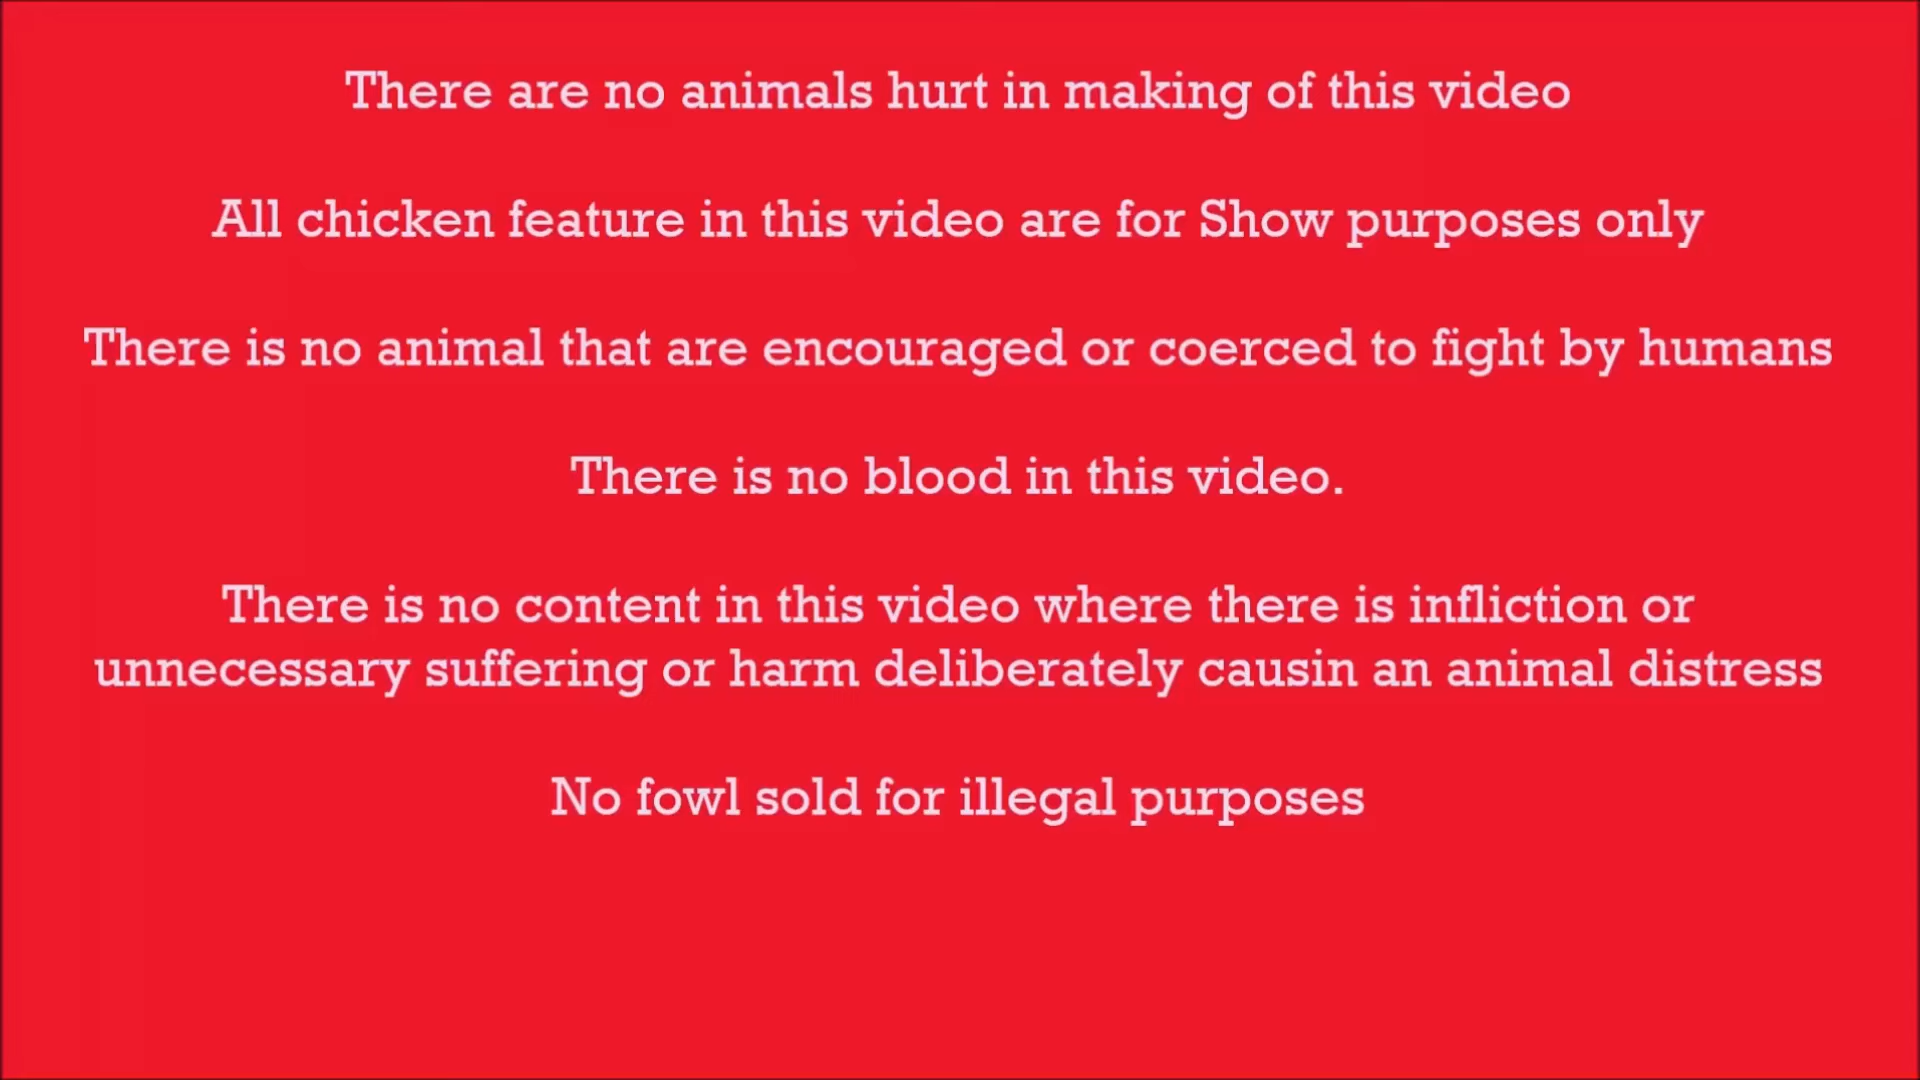 There are no animals hurt in making of this video
All chicken feature in this video are for Show purposes only
There is no animal that are encouraged or coerced to fight by humans
There is no blood in this video.
There is no content in this video where there is infliction or
unnecessary suffering or harm deliberately causin an animal distress
No fowl sold for illegal purposes